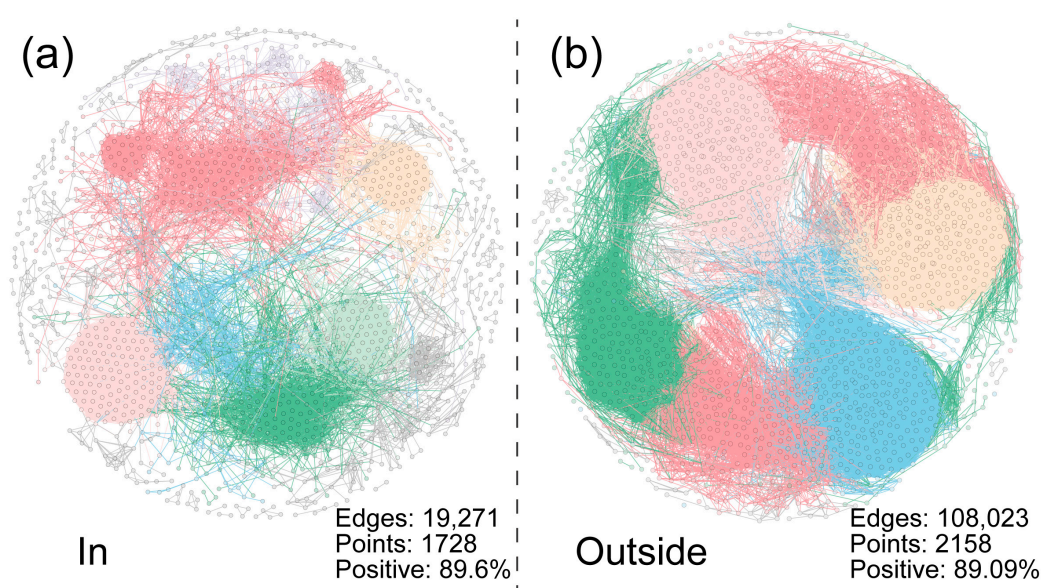 (a)
(b)
In
Edges: 19,271
Points: 1728
Positive: 89.6%
Outside
Edges: 108,023
Points: 2158
Positive: 89.09%